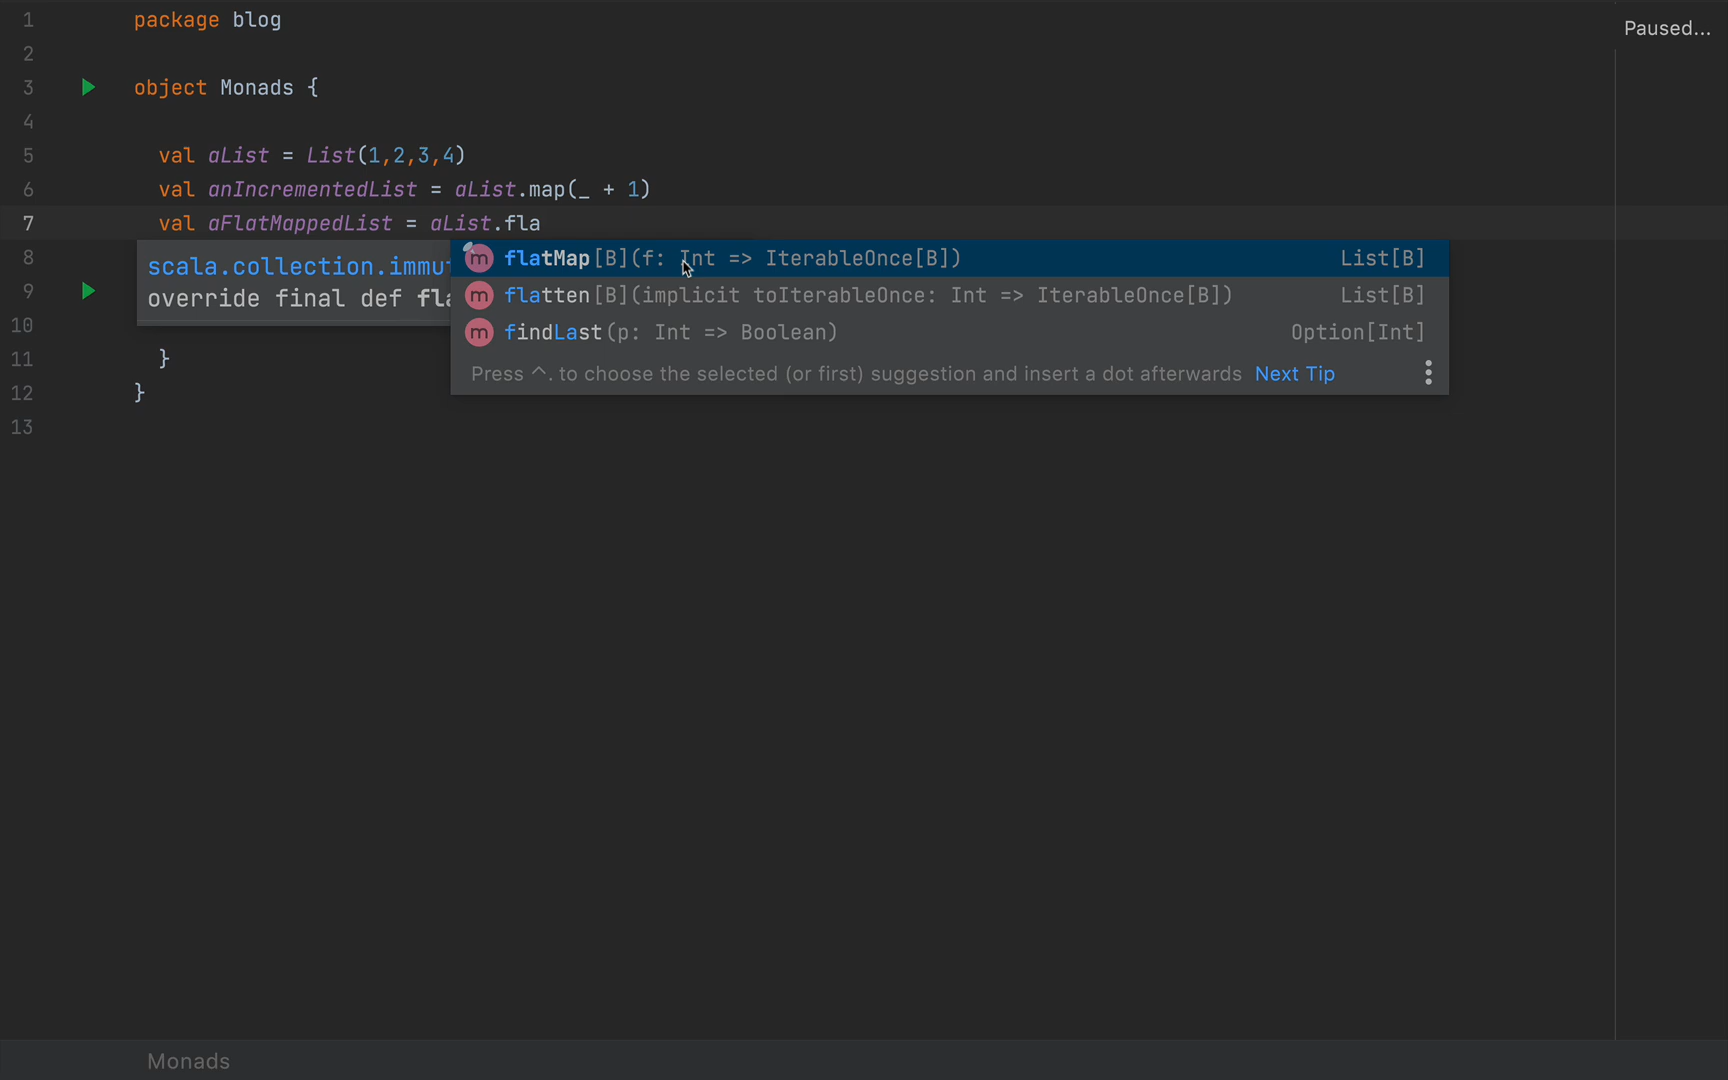 1 package blog
Paused...
2
3 object Monads {
4
5 val aList = List(1,2,3,4)
6 val anIncrementedList = aList.map(_ + 1)
7 val aFlatMappedList = aList.fla
8 scala.collection.immut
m flatMap[B](f: Int => IterableOnce[B]) List[B]
9 override final def fla
m flatten[B](implicit toIterableOnce: Int => IterableOnce[B]) List[B]
10
m findLast(p: Int => Boolean) Option[Int]
11 }
Press ^. to choose the selected (or first) suggestion and insert a dot afterwards Next Tip
12 }
13
Monads